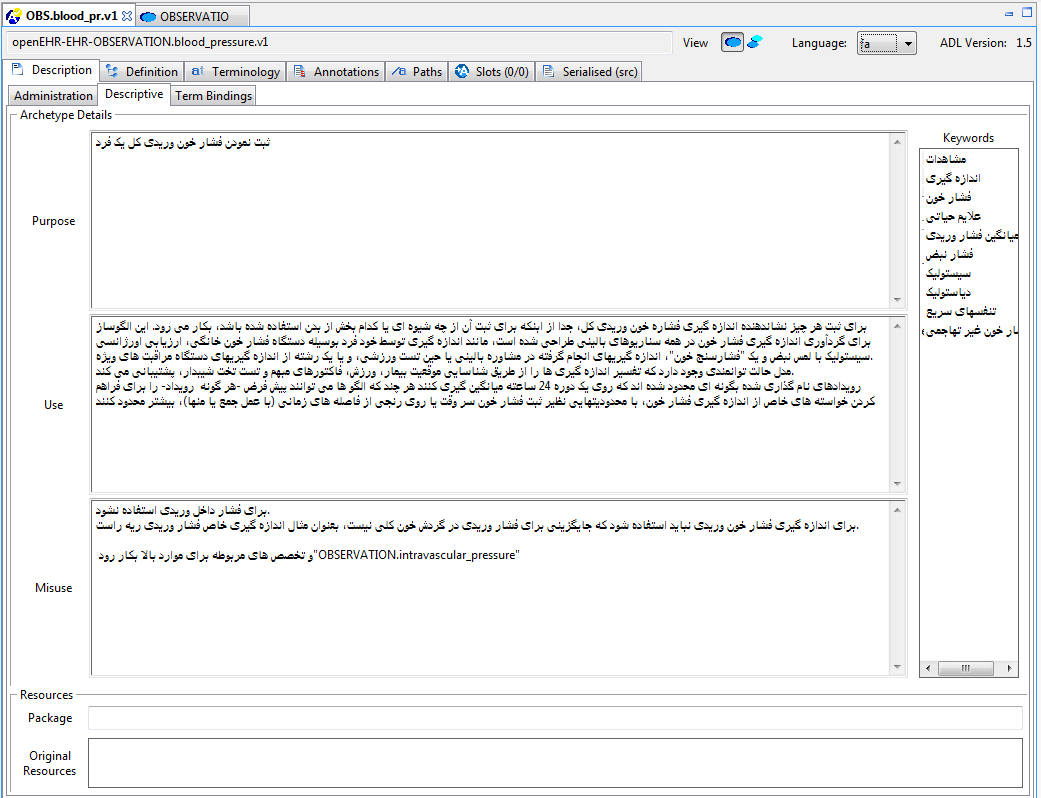 OBS.blood_pr.v1
OBSERVATIO
openEHR-EHR-OBSERVATION.blood_pressure.v1
View
Language:
fa
ADL Version: 1.5
Description
Definition
Terminology
Annotations
Paths
Slots (0/0)
Serialised (src)
Administration
Descriptive
Term Bindings
Archetype Details
Purpose
ثبت نمودن فشار خون وریدی کل یک فرد
Use
برای ثبت هر چیز نشاندهنده اندازه گیری فشاره خون وریدی کل، جدا از اینکه برای ثبت آن از چه شیوه ای یا کدام بخش از بدن استفاده شده باشد، بکار می رود. این الگوساز
برای گردآوری اندازه گیری فشار خون در همه سناریوهای بالینی طراحی شده است، مانند اندازه گیری توسط خود فرد بوسیله دستگاه فشار خون خانگی، ارزیابی اورژانسی
سیستولیک با لمس نبض و یک "فشارسنج خون"، اندازه گیریهای انجام گرفته در مشاوره بالینی یا حین تست ورزشی، و یا یک رشته از اندازه گیریهای دستگاه مراقبت های ویژه.
مدل حالت توانمندی وجود دارد که تفسیر اندازه گیری ها را از طریق شناسایی موقعیت بیمار، ورزش، فاکتورهای مبهم و تست تخت شیبدار، پشتیبانی می کند.
رویدادهای نام گذاری شده بگونه ای محدود شده اند که روی یک دوره 24 ساعته میانگین گیری کنند هر چند که الگو ها می توانند پیش فرض -هر گونه رویداد- را برای فراهم
کردن خواسته های خاص از اندازه گیری فشار خون، با محدودیتهایی نظیر ثبت فشار خون سر وقت یا روی رنجی از فاصله های زمانی (با عمل جمع یا منها)، بیشتر محدود کنند
Misuse
برای فشار داخل وریدی استفاده نشود.
برای اندازه گیری فشار خون وریدی نباید استفاده شود که جایگزینی برای فشار وریدی در گردش خون کلی نیست، بعنوان مثال اندازه گیری خاص فشار وریدی ریه راست.
و تخصص های مربوطه برای موارد بالا بکار رود "OBSERVATION.intravascular_pressure"
Keywords
مشاهدات
اندازه گیری
فشار خون
علایم حیاتی
میانگین فشار وریدی
فشار نبض
سیستولیک
دیاستولیک
تنفسهای سریع
ار خون غیر تهاجمی
Resources
Package
Original
Resources